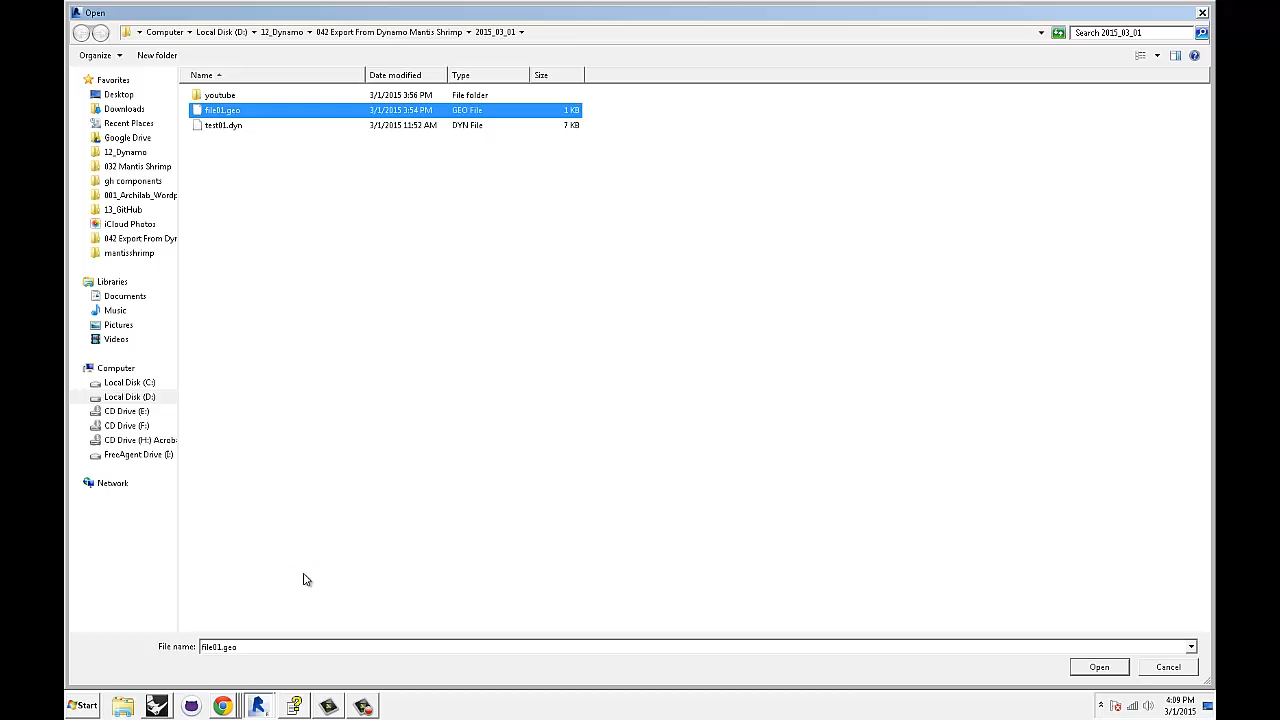 Open
Computer
Local Disk (D:)
12_Dynamo
042 Export From Dynamo Mantis Shrimp
2015_03_01
Search 2015_03_01
Organize
New folder
Favorites
Desktop
Downloads
Recent Places
Google Drive
12_Dynamo
032 Mantis Shrimp
gh components
001_Archilab_Wordp
13_GitHub
iCloud Photos
042 Export From Dyr
mantisshrimp
Libraries
Documents
Music
Pictures
Videos
Computer
Local Disk (C:)
Local Disk (D:)
CD Drive (E:)
CD Drive (F:)
CD Drive (H:) Acrob
FreeAgent Drive (I:)
Network
Name Date modified Type Size
youtube 3/1/2015 3:56 PM File folder
file01.geo 3/1/2015 3:54 PM GEO File 1 KB
test01.dyn 3/1/2015 11:52 AM DYN File 7 KB
File name: file01.geo
Open
Cancel
Start
4:09 PM
3/1/2015